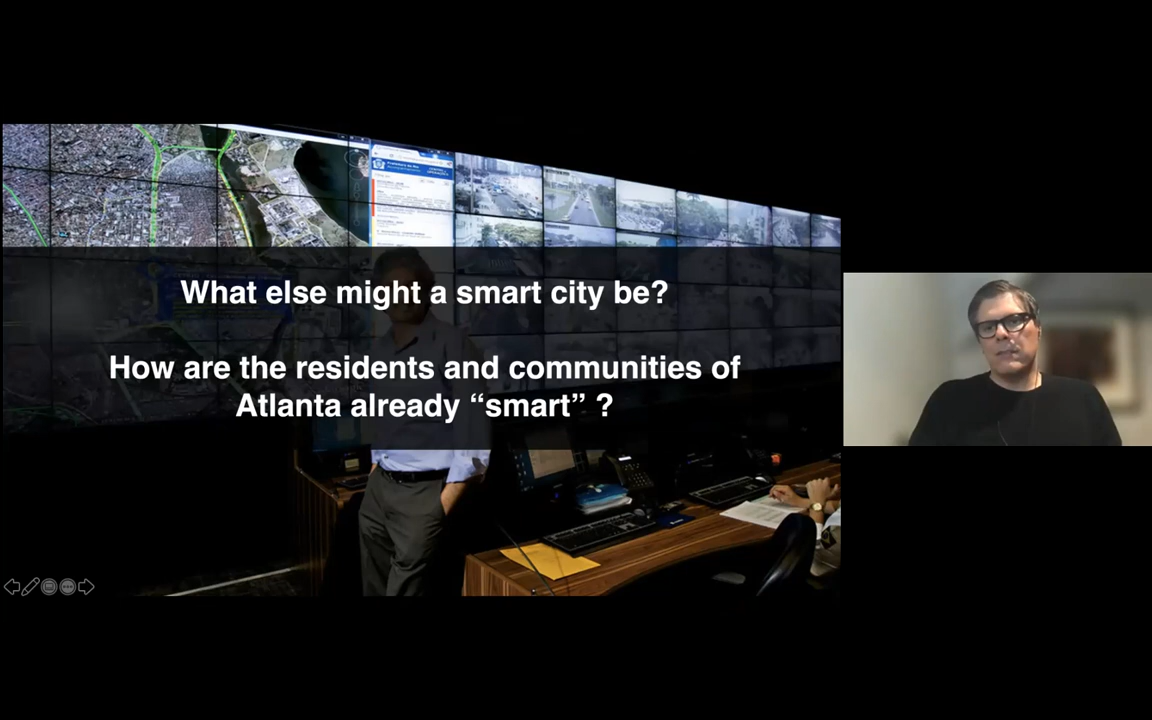 What else might a smart city be?
How are the residents and communities of
Atlanta already “smart” ?